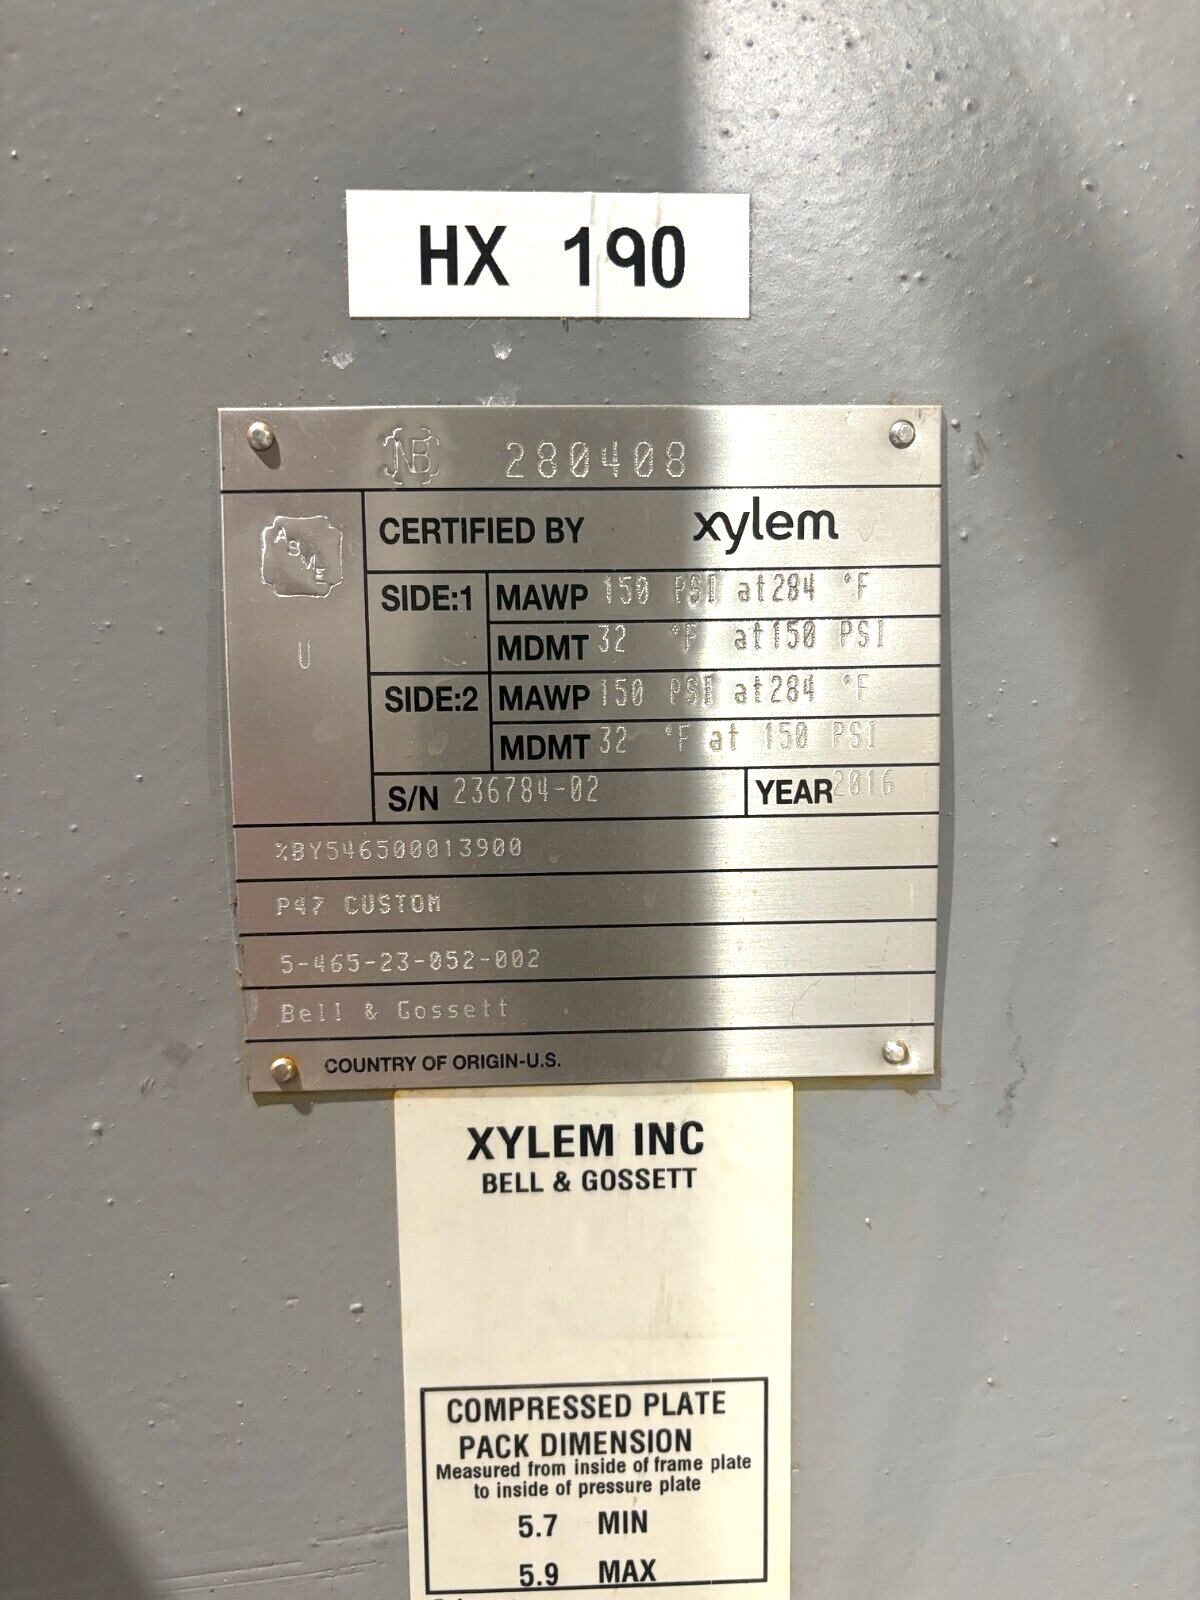 HX 190
NB 280408
ASME
U
CERTIFIED BY xylem
SIDE:1 MAWP 150 PSI at 284 °F
MDMT 32 °F at 150 PSI
SIDE:2 MAWP 150 PSI at 284 °F
MDMT 32 °F at 150 PSI
S/N 236784-02 YEAR 2016
%BY546500013900
P47 CUSTOM
5-465-23-052-002
Bell & Gossett
COUNTRY OF ORIGIN-U.S.
XYLEM INC
BELL & GOSSETT
COMPRESSED PLATE
PACK DIMENSION
Measured from inside of frame plate
to inside of pressure plate
5.7 MIN
5.9 MAX